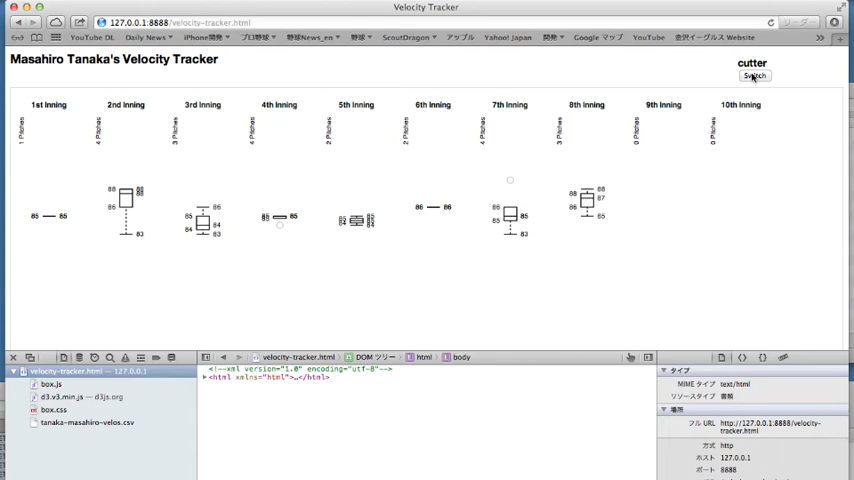 Velocity Tracker
127.0.0.1:8888/velocity-tracker.html
リーダー
YouTube DL Daily News iPhone開発 プロ野球 野球News_en 野球 ScoutDragon アップル Yahoo! Japan 開発 Google マップ YouTube 金沢イーグルス Website
Masahiro Tanaka's Velocity Tracker
cutter
Switch
1st Inning 2nd Inning 3rd Inning 4th Inning 5th Inning 6th Inning 7th Inning 8th Inning 9th Inning 10th Inning
1 Pitches 4 Pitches 3 Pitches 4 Pitches 2 Pitches 2 Pitches 4 Pitches 3 Pitches 0 Pitches 0 Pitches
85 85
88 88 88 86 83
86 85 84 84 83
85
86 86
86 85 85 83
88 88 87 86 85
velocity-tracker.html DOM ツリー html body
velocity-tracker.html — 127.0.0.1
box.js
d3.v3.min.js — d3js.org
box.css
tanaka-masahiro-velos.csv
<!--xml version="1.0" encoding="utf-8"-->
<html xmlns="html">…</html>
タイプ
MIME タイプ text/html
リソースタイプ 書類
場所
フル URL http://127.0.0.1:8888/velocity-
tracker.html
方式 http
ホスト 127.0.0.1
ポート 8888